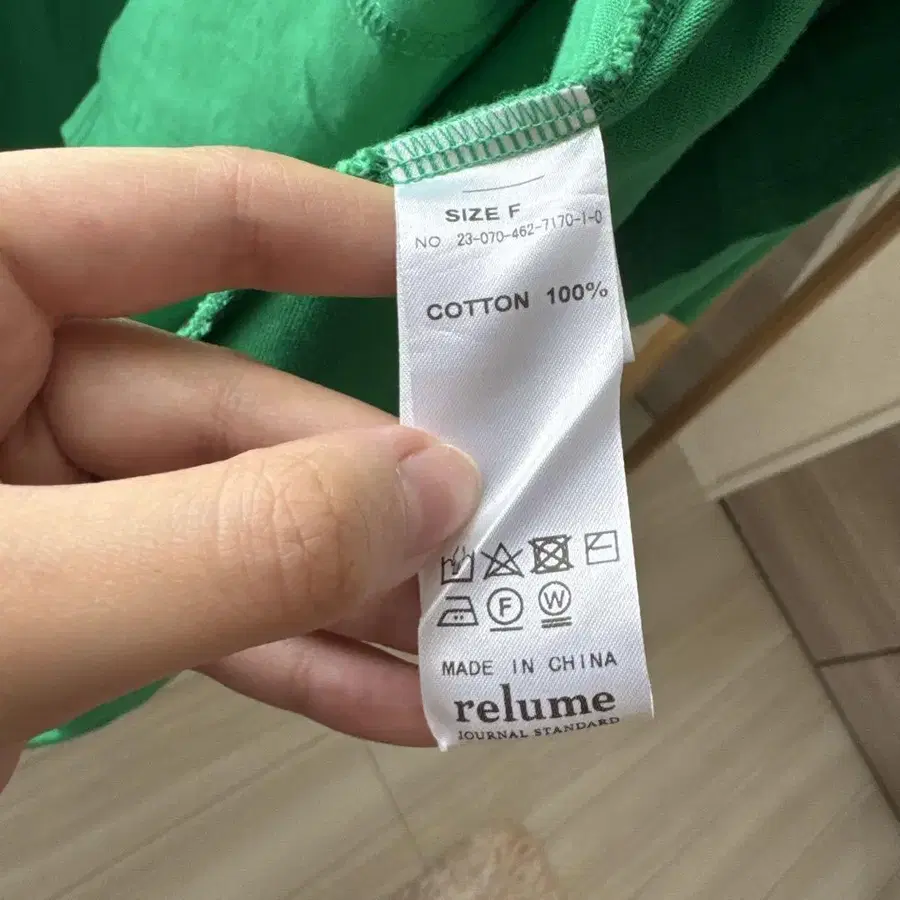 SIZE F
NO 23-070-462-7170-1-0
COTTON 100%
F W
MADE IN CHINA
relume
JOURNAL STANDARD